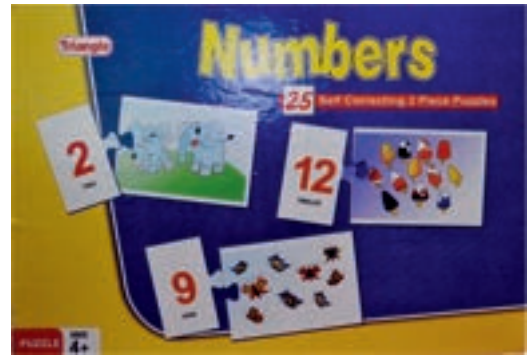 Triangle
Numbers
25 Self Correcting 2 Piece Puzzles
2
12
9
PUZZLE
4+